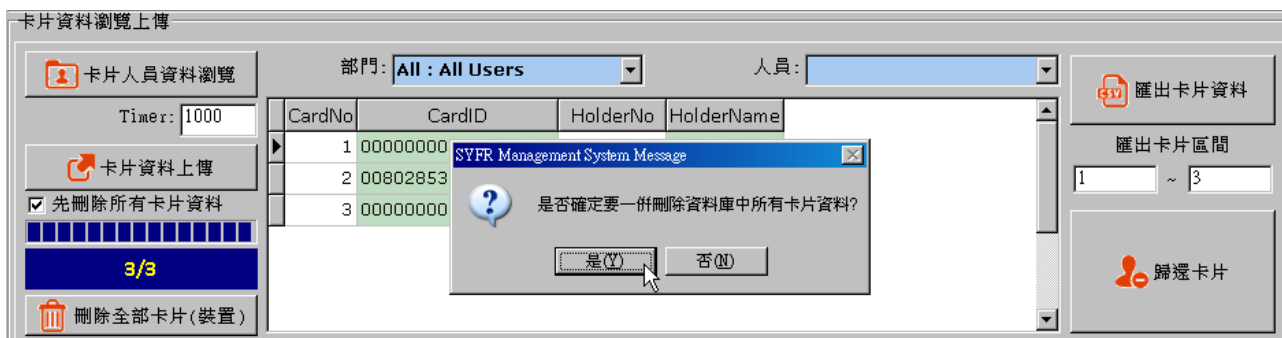 卡片資料瀏覽上傳
卡片人員資料瀏覽
部門: All : All Users
人員:
匯出卡片資料
Timer: 1000
CardNo CardID HolderNo HolderName
匯出卡片區間
1 ~ 3
卡片資料上傳
先刪除所有卡片資料
1 00000000
2 00802853
3 00000000
SYFR Management System Message
是否確定要一併刪除資料庫中所有卡片資料?
是(Y) 否(N)
3/3
歸還卡片
刪除全部卡片(裝置)
CSV